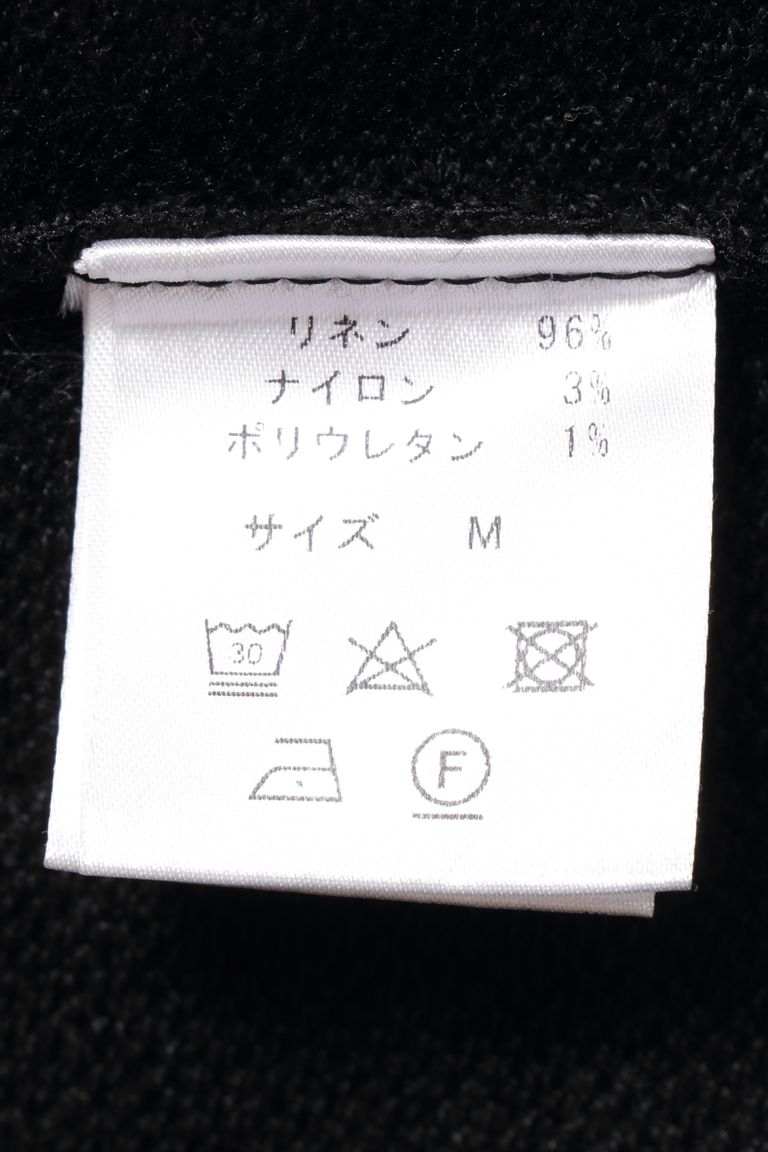 リネン 96%
ナイロン 3%
ポリウレタン 1%
サイズ M
30
F